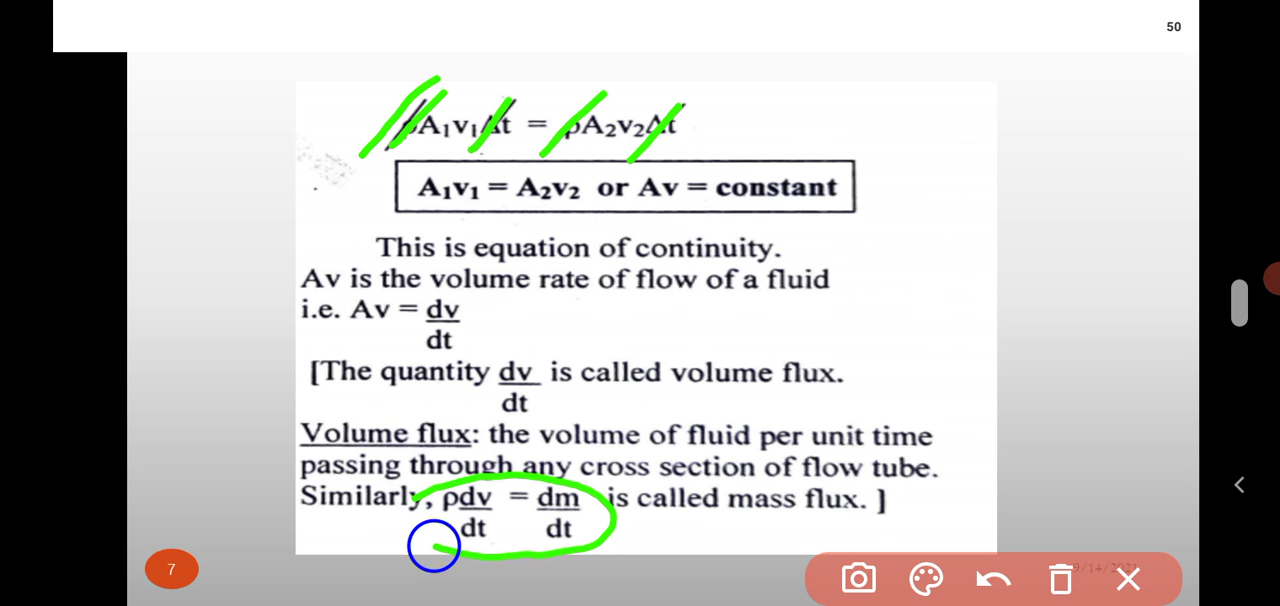 50
ρA₁v₁Δt = ρA₂v₂Δt
A₁v₁ = A₂v₂ or Av = constant
This is equation of continuity.
Av is the volume rate of flow of a fluid
i.e. Av = dv
dt
[The quantity dv is called volume flux.
dt
Volume flux: the volume of fluid per unit time
passing through any cross section of flow tube.
Similarly, ρdv = dm is called mass flux. ]
dt dt
7